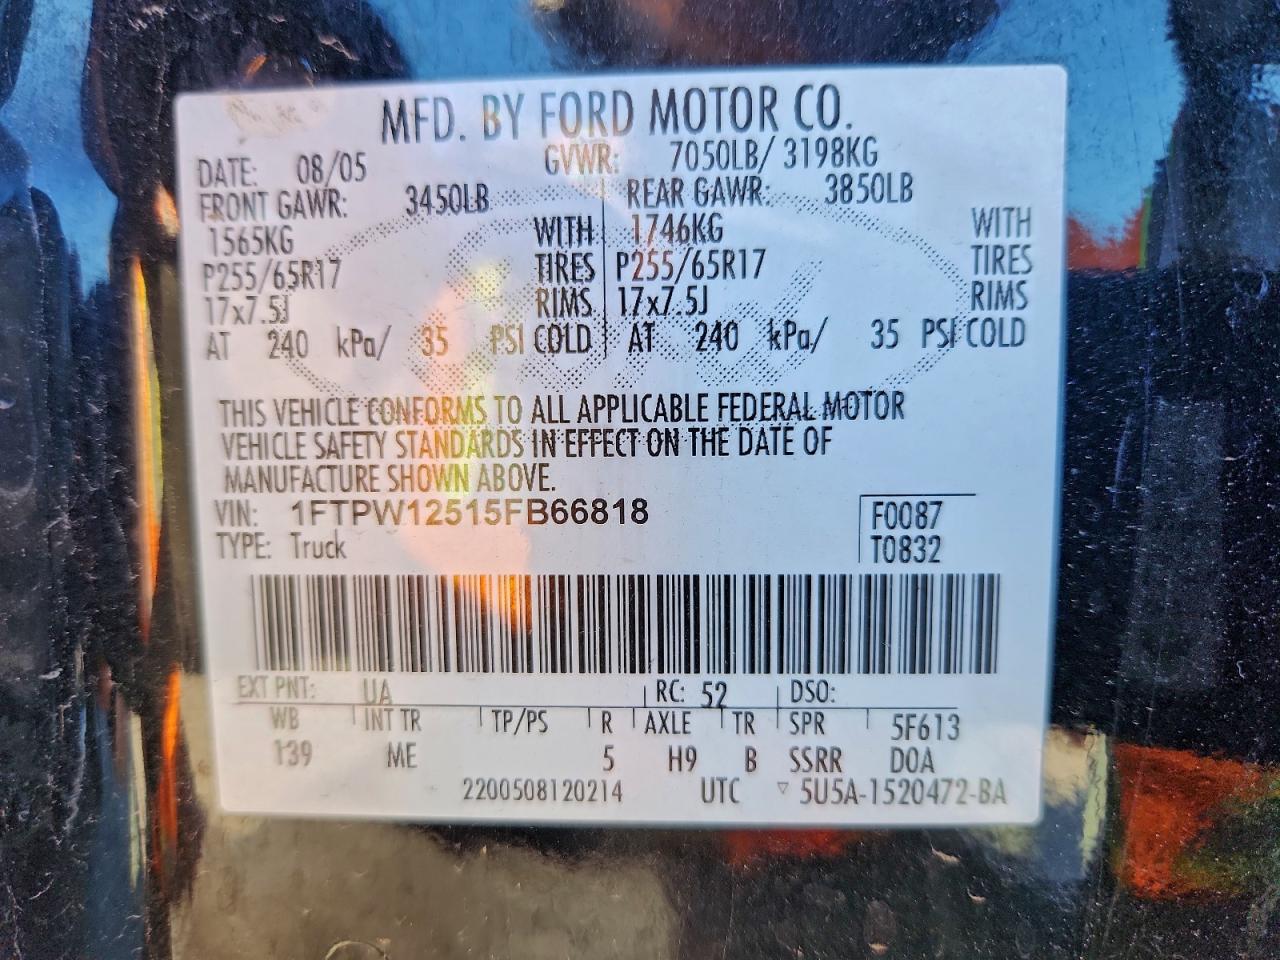 MFD. BY FORD MOTOR CO.
DATE: 08/05 GVWR: 7050LB/ 3198KG
FRONT GAWR: 3450LB REAR GAWR: 3850LB
1565KG WITH 1746KG WITH
P255/65R17 TIRES P255/65R17 TIRES
17x7.5J RIMS 17x7.5J RIMS
AT 240 kPa/ 35 PSI COLD AT 240 kPa/ 35 PSI COLD
THIS VEHICLE CONFORMS TO ALL APPLICABLE FEDERAL MOTOR
VEHICLE SAFETY STANDARDS IN EFFECT ON THE DATE OF
MANUFACTURE SHOWN ABOVE.
VIN: 1FTPW12515FB66818 F0087
TYPE: Truck T0832
EXT PNT: UA RC: 52 DSO:
WB INT TR TP/PS R AXLE TR SPR 5F613
139 ME 5 H9 B SSRR DOA
2200508120214 UTC ▽ 5U5A-1520472-BA